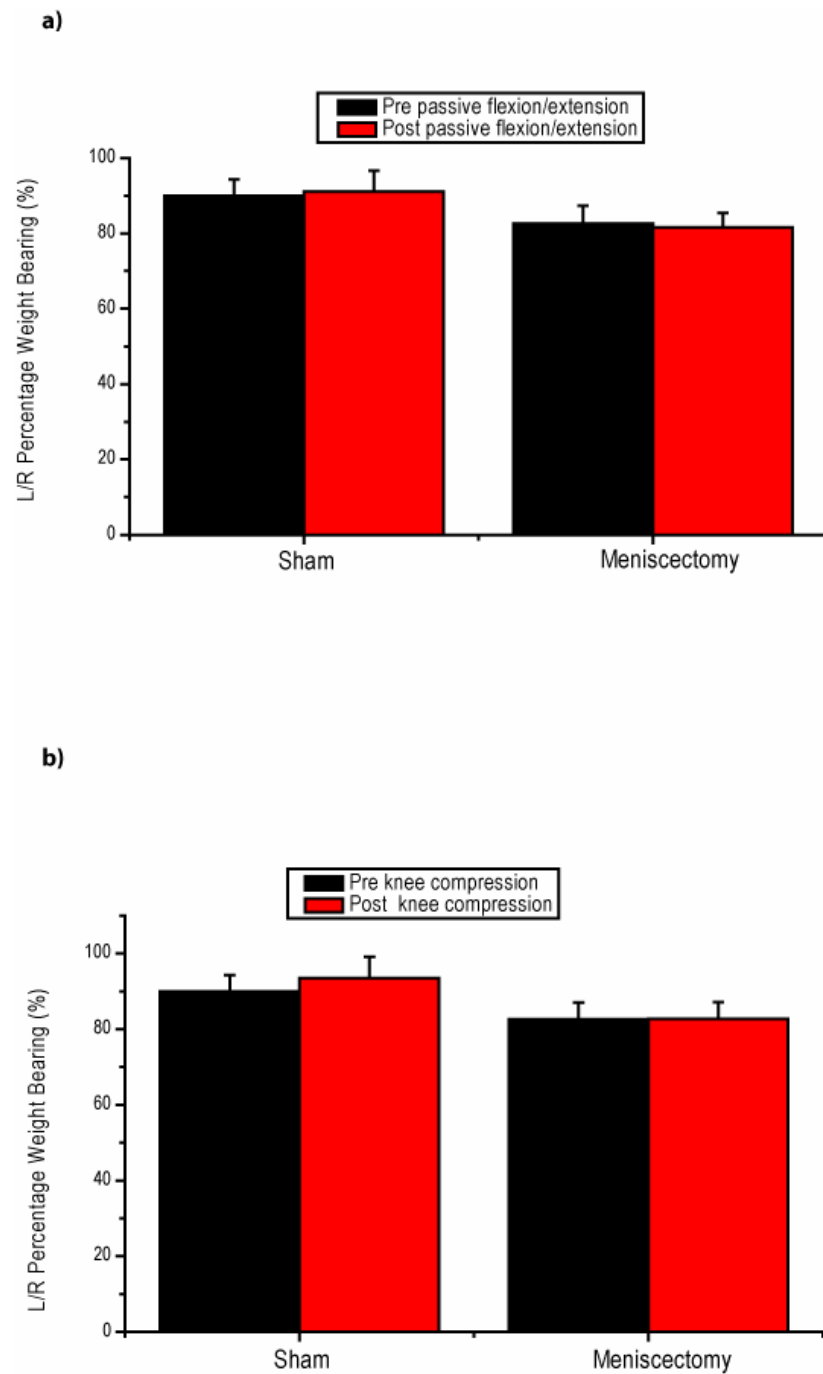 a)
Pre passive flexion/extension
Post passive flexion/extension
L/R Percentage Weight Bearing (%)
100
80
60
40
20
0
Sham
Meniscectomy
b)
Pre knee compression
Post knee compression
L/R Percentage Weight Bearing (%)
100
80
60
40
20
0
Sham
Meniscectomy